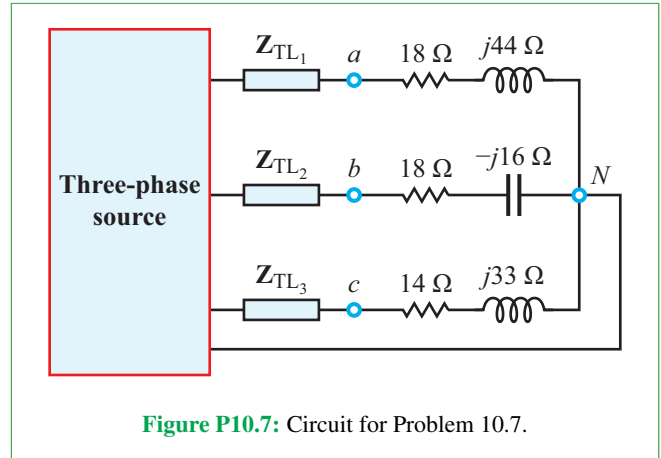 Z_TL₁ a 18 Ω j44 Ω
Z_TL₂ b 18 Ω −j16 Ω N
Three-phase
source
Z_TL₃ c 14 Ω j33 Ω
Figure P10.7: Circuit for Problem 10.7.